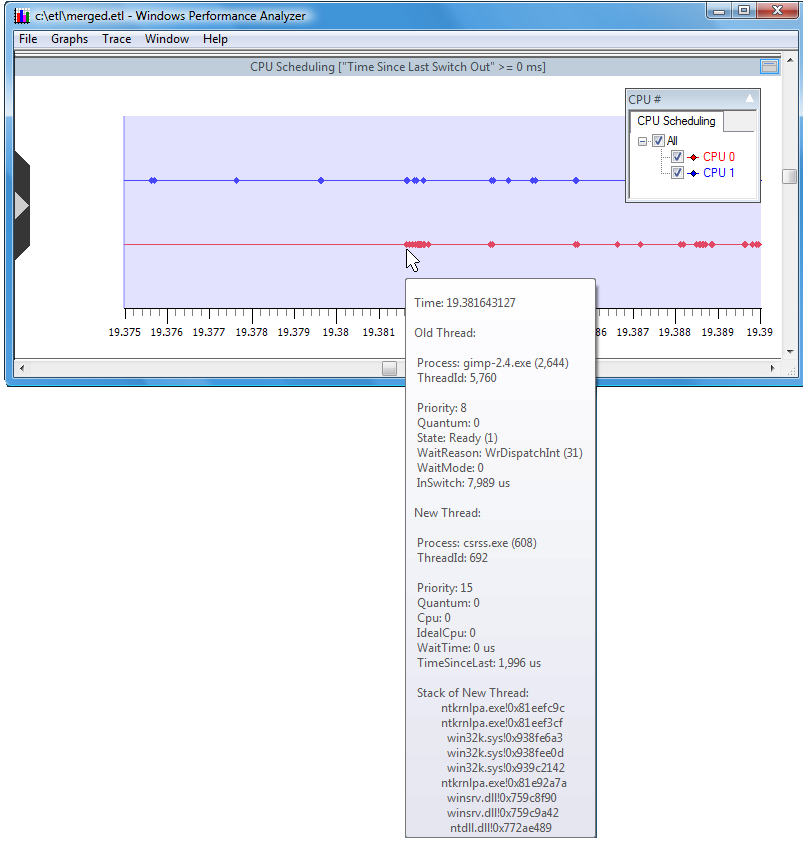 c:\etl\merged.etl - Windows Performance Analyzer
File Graphs Trace Window Help
CPU Scheduling ["Time Since Last Switch Out" >= 0 ms]
CPU #
CPU Scheduling
All
CPU 0
CPU 1
19.375 19.376 19.377 19.378 19.379 19.38 19.381 86 19.387 19.388 19.389 19.39
Time: 19.381643127
Old Thread:
Process: gimp-2.4.exe (2,644)
ThreadId: 5,760
Priority: 8
Quantum: 0
State: Ready (1)
WaitReason: WrDispatchInt (31)
WaitMode: 0
InSwitch: 7,989 us
New Thread:
Process: csrss.exe (608)
ThreadId: 692
Priority: 15
Quantum: 0
Cpu: 0
IdealCpu: 0
WaitTime: 0 us
TimeSinceLast: 1,996 us
Stack of New Thread:
ntkrnlpa.exe!0x81eefc9c
ntkrnlpa.exe!0x81eef3cf
win32k.sys!0x938fe6a3
win32k.sys!0x938fee0d
win32k.sys!0x939c2142
ntkrnlpa.exe!0x81e92a7a
winsrv.dll!0x759c8f90
winsrv.dll!0x759c9a42
ntdll.dll!0x772ae489